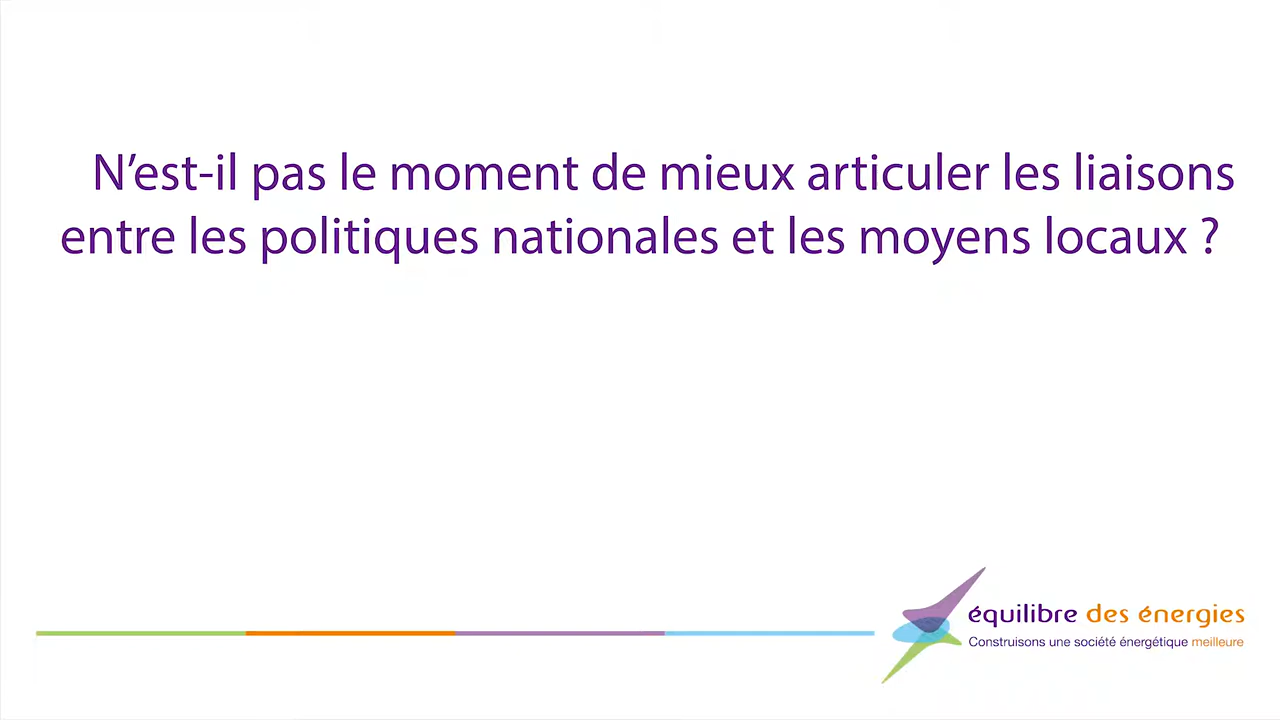 N’est-il pas le moment de mieux articuler les liaisons
entre les politiques nationales et les moyens locaux ?
équilibre des énergies
Construisons une société énergétique meilleure